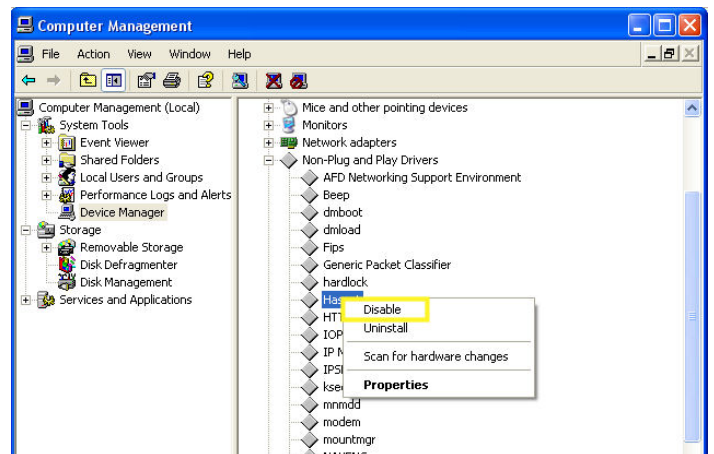 Computer Management
File Action View Window Help
Computer Management (Local)
System Tools
Event Viewer
Shared Folders
Local Users and Groups
Performance Logs and Alerts
Device Manager
Storage
Removable Storage
Disk Defragmenter
Disk Management
Services and Applications
Mice and other pointing devices
Monitors
Network adapters
Non-Plug and Play Drivers
AFD Networking Support Environment
Beep
dmboot
dmload
Fips
Generic Packet Classifier
hardlock
Disable
Uninstall
Scan for hardware changes
Properties
mnmdd
modem
mountmgr